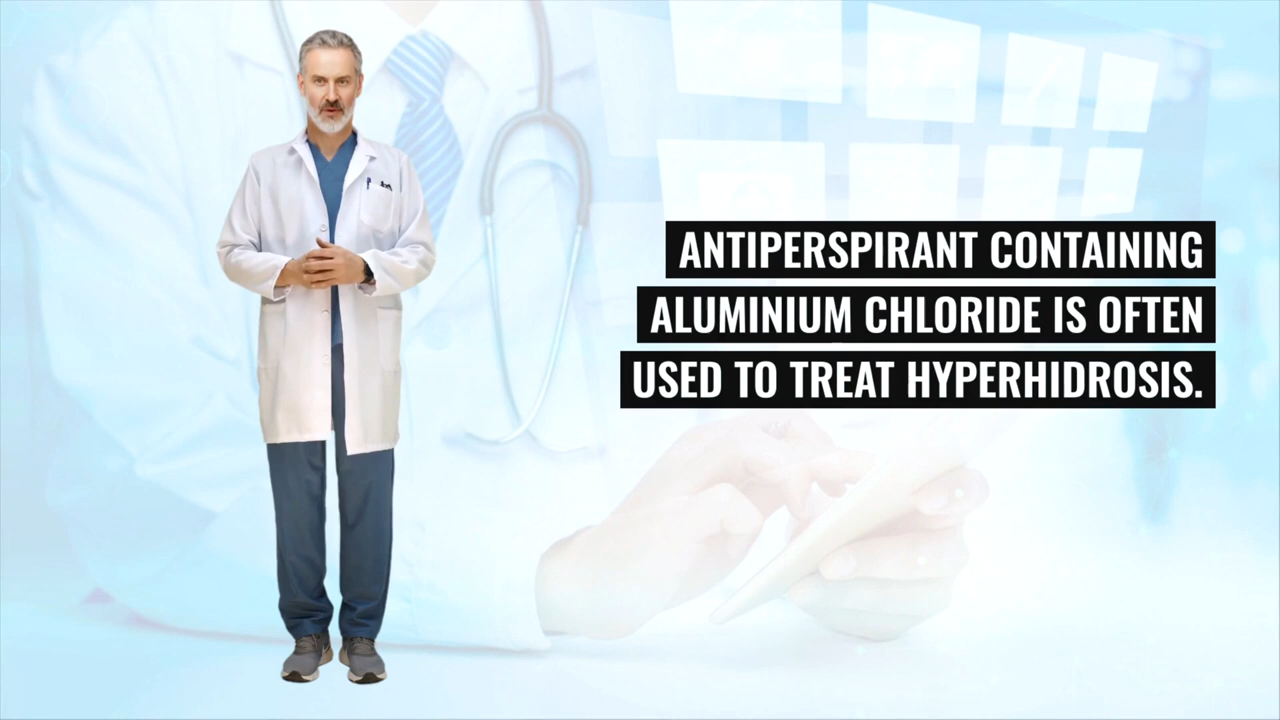 ANTIPERSPIRANT CONTAINING
ALUMINIUM CHLORIDE IS OFTEN
USED TO TREAT HYPERHIDROSIS.